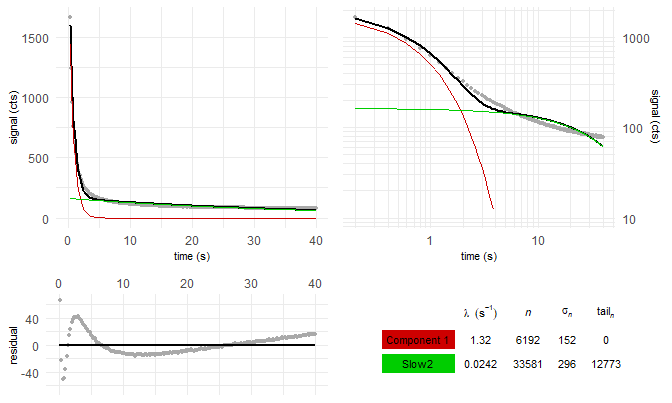 1500
1000
500
0
signal (cts)
0
10
20
30
40
time (s)
1000
100
10
signal (cts)
1
10
time (s)
0
10
20
30
40
40
0
-40
residual
λ (s⁻¹) n σₙ tailₙ
Component 1 1.32 6192 152 0
Slow2 0.0242 33581 296 12773